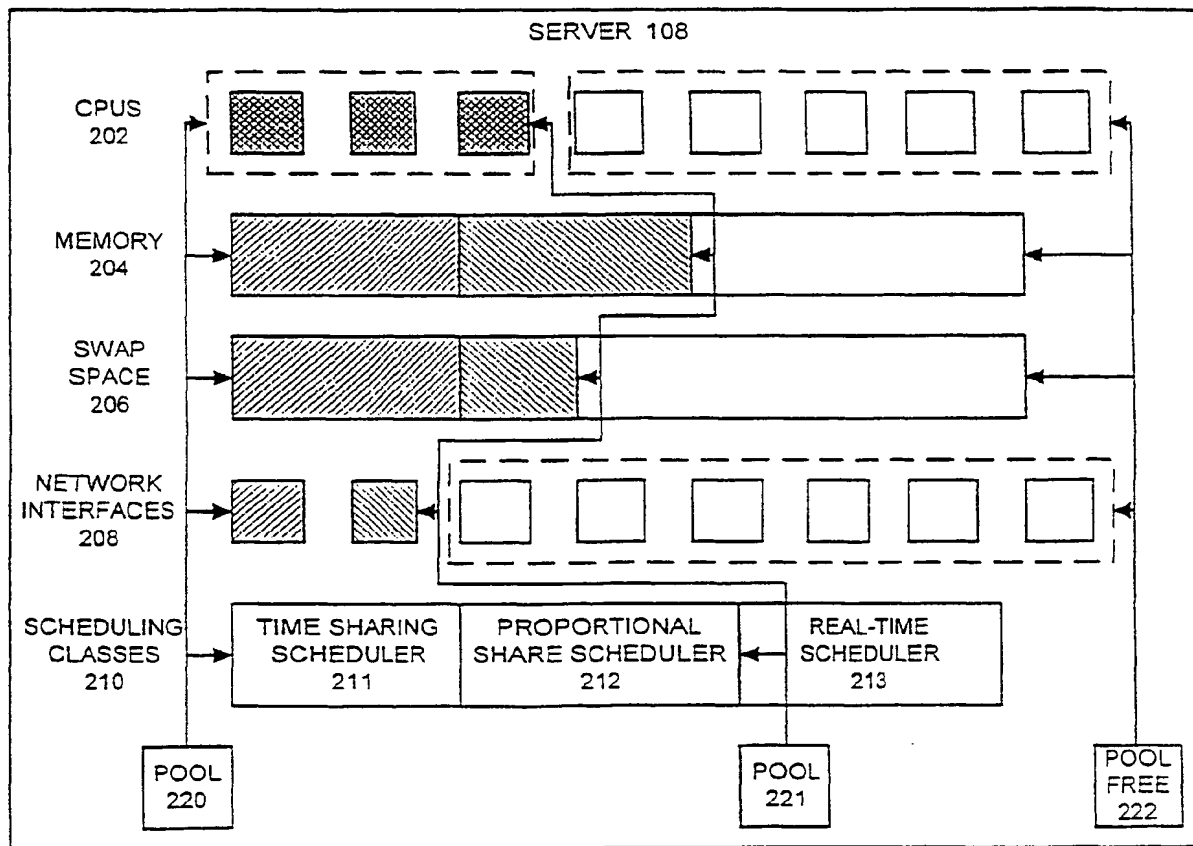 SERVER 108
CPUS
202
MEMORY
204
SWAP
SPACE
206
NETWORK
INTERFACES
208
SCHEDULING
CLASSES
210
TIME SHARING
SCHEDULER
211
PROPORTIONAL
SHARE SCHEDULER
212
REAL-TIME
SCHEDULER
213
POOL
220
POOL
221
POOL
FREE
222